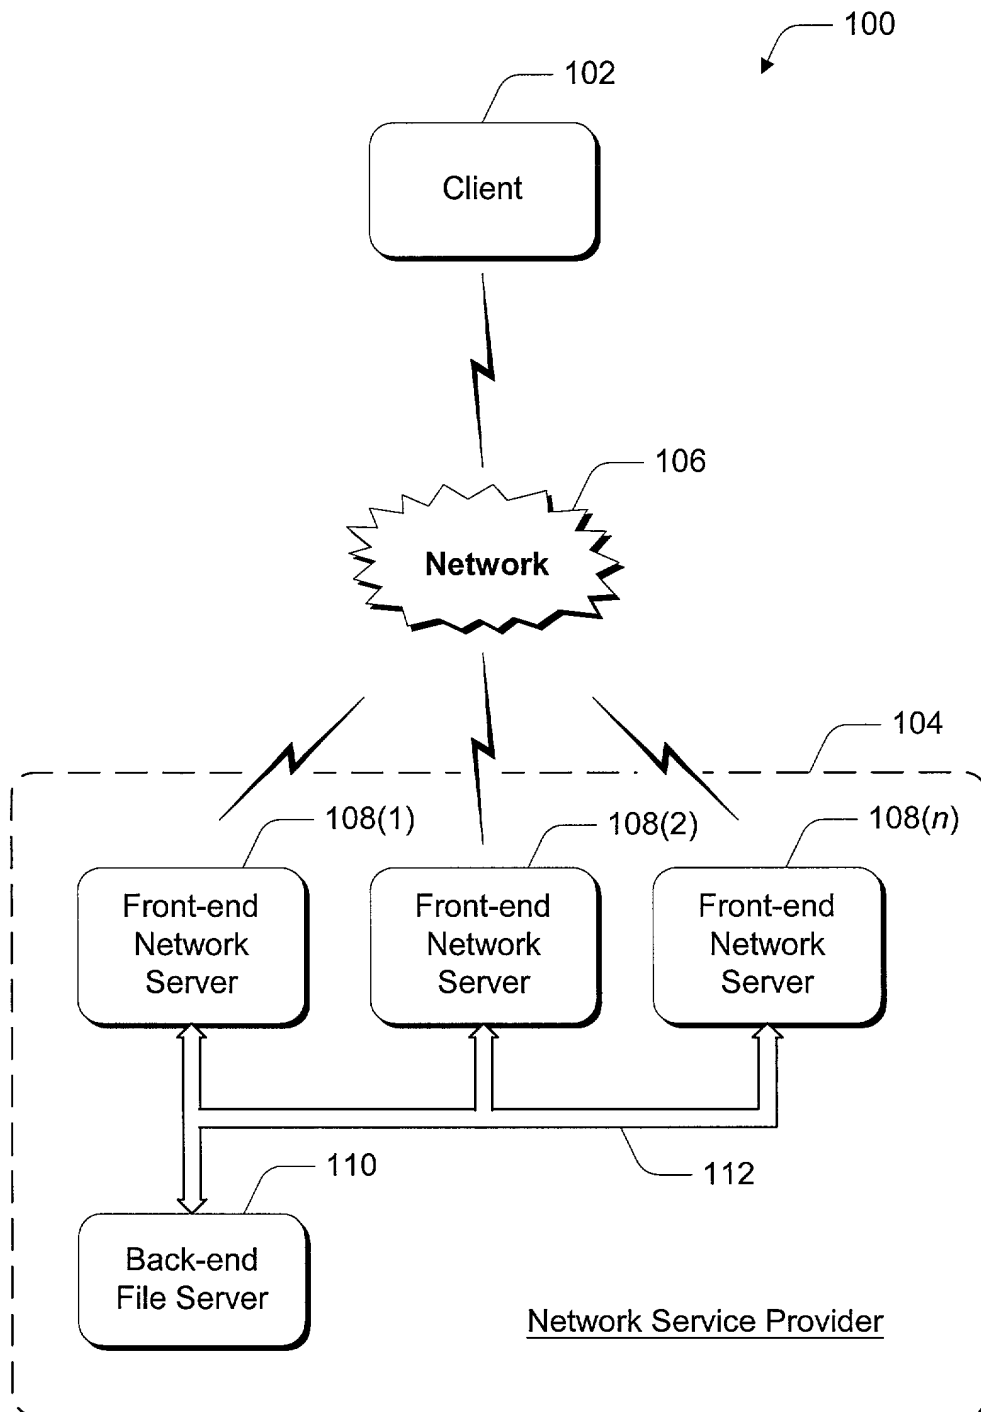 100
102
Client
106
Network
104
108(1)
108(2)
108(n)
Front-end
Network
Server
Front-end
Network
Server
Front-end
Network
Server
110
112
Back-end
File Server
Network Service Provider